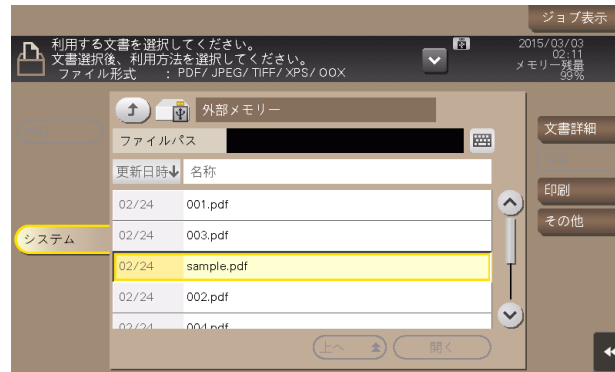 ジョブ表示
利用する文書を選択してください。
文書選択後、利用方法を選択してください。
ファイル形式 : PDF/JPEG/TIFF/XPS/OOX
2015/03/03
02:11
メモリー残量
99%
外部メモリー
ファイルパス
文書詳細
更新日時↓ 名称
印刷
その他
システム
02/24 001.pdf
02/24 003.pdf
02/24 sample.pdf
02/24 002.pdf
02/24 004.pdf
上へ 開く